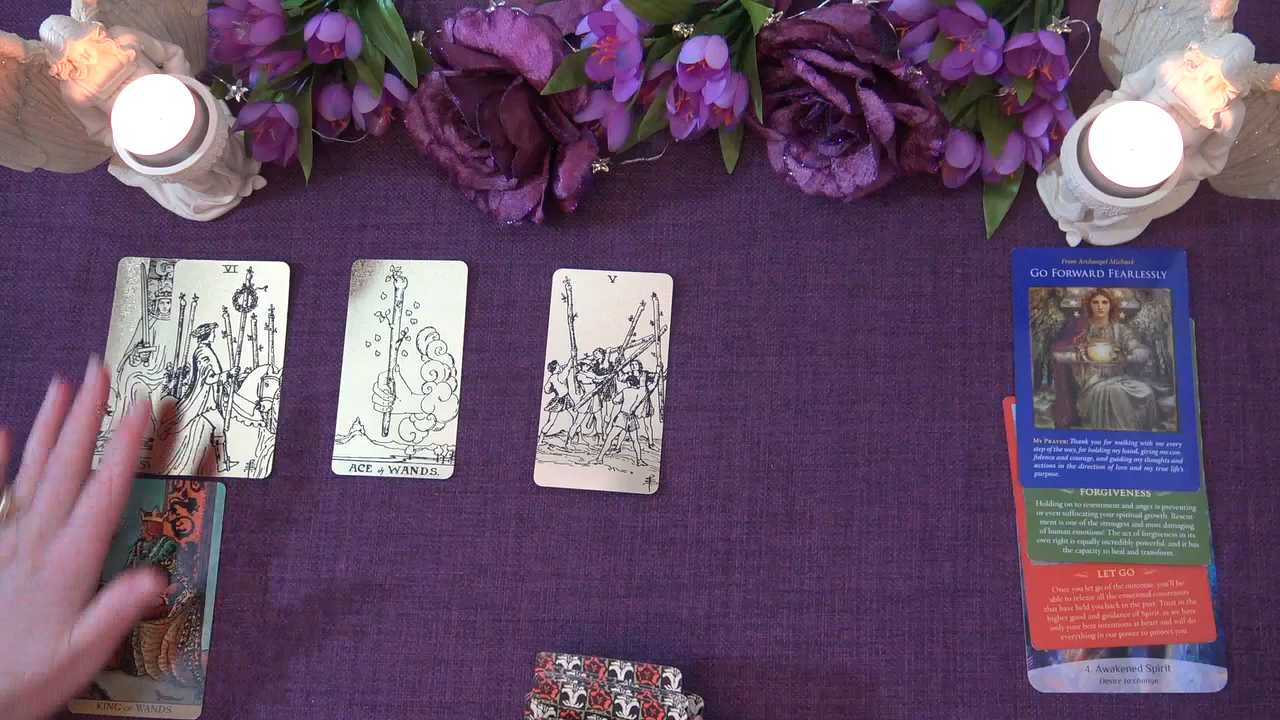 VI
ACE of WANDS.
V
KING of WANDS
From Archangel Michael:
GO FORWARD FEARLESSLY
MY PRAYER: Thank you for walking with me every
step of the way, for holding my hand, giving me con-
fidence and courage, and guiding my thoughts and
actions in the direction of love and my true life's
purpose.
FORGIVENESS
Holding on to resentment and anger is preventing
or even suffocating your spiritual growth. Resent-
ment is one of the strongest and most damaging
of human emotions! The act of forgiveness in its
own right is equally incredibly powerful, and it has
the capacity to heal and transform.
LET GO
Once you let go of the outcome, you'll be
able to release all the emotional constraints
that have held you back in the past. Trust in the
higher good and guidance of Spirit, as we have
only your best intentions at heart and will do
everything in our power to protect you.
4. Awakened Spirit
Desire to change